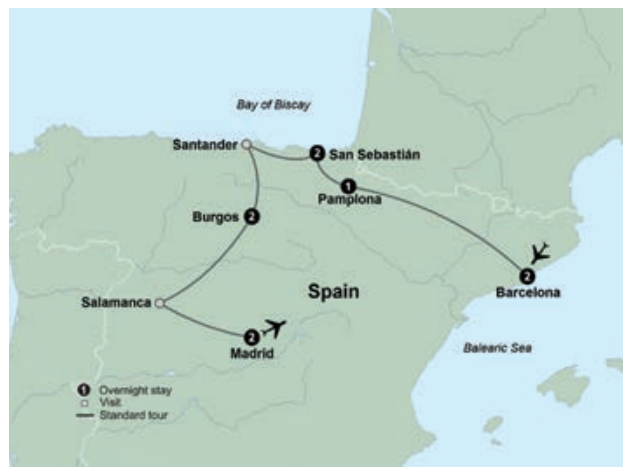 Bay of Biscay
Santander
2 San Sebastián
1
Pamplona
Burgos 2
2
Barcelona
Spain
Salamanca
2
Madrid
Balearic Sea
1 Overnight stay
Visit
Standard tour